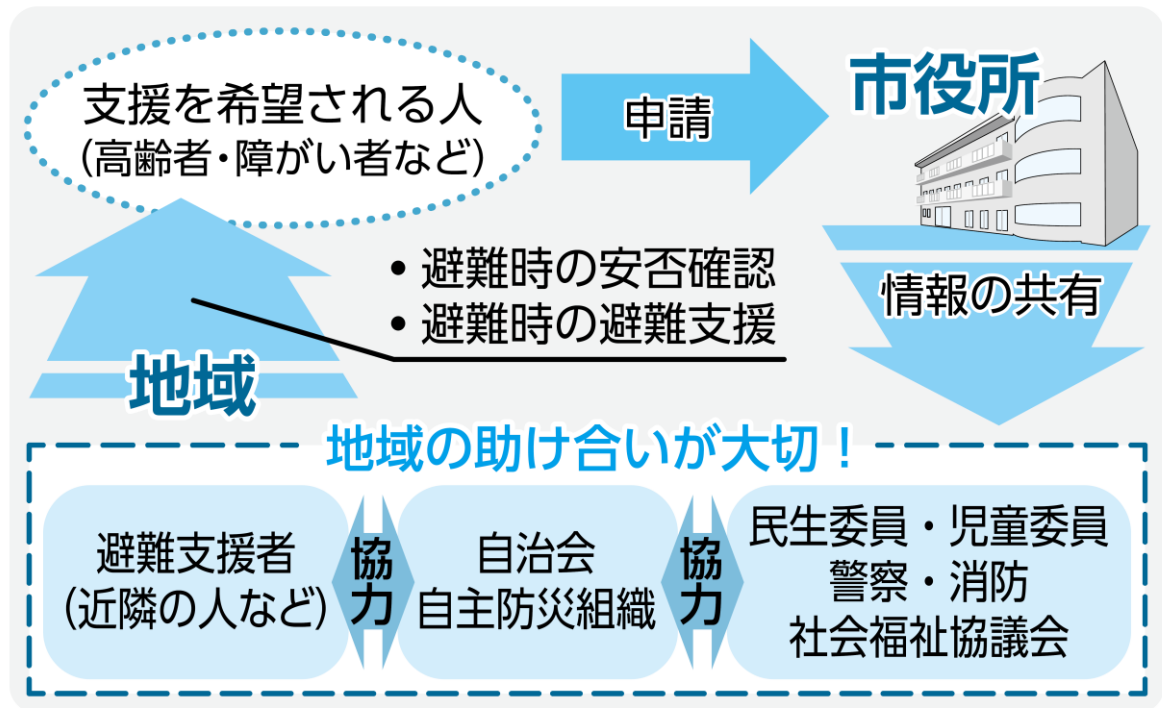 支援を希望される人
(高齢者・障がい者など)
申請
市役所
情報の共有
・避難時の安否確認
・避難時の避難支援
地域
地域の助け合いが大切！
避難支援者
(近隣の人など)
協力
自治会
自主防災組織
協力
民生委員・児童委員
警察・消防
社会福祉協議会